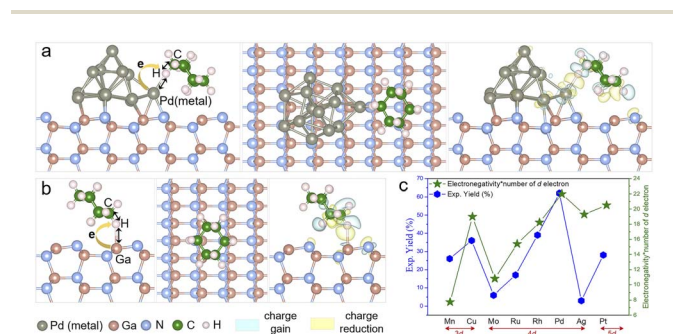 a
e
C
H
Pd(metal)
b
C
H
e
Ga
c
Electronegativity*number of d electron
Exp. Yield (%)
Exp. Yield (%)
70
60
50
40
30
20
10
0
Electronegativity*number of d electron
24
22
20
18
16
14
12
10
8
6
Mn Cu Mo Ru Rh Pd Ag Pt
3d 4d 5d
Pd (metal) Ga N C H charge gain charge reduction